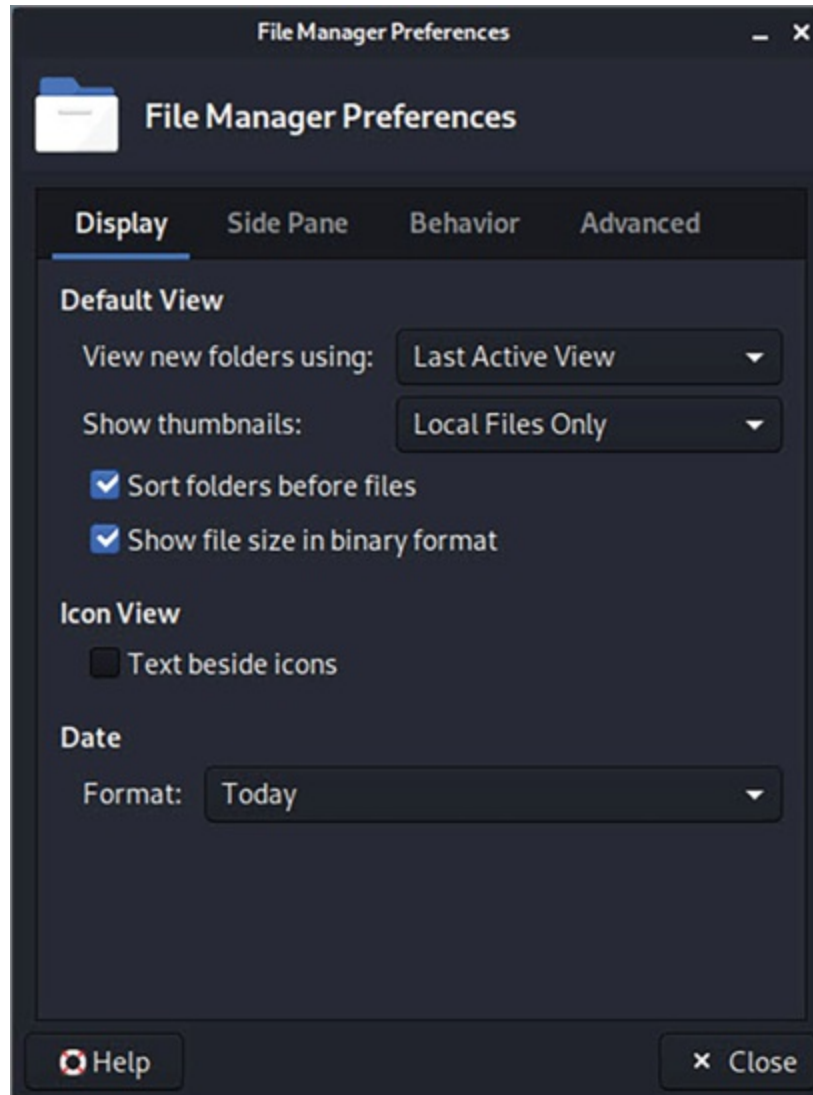 File Manager Preferences
File Manager Preferences
Display Side Pane Behavior Advanced
Default View
View new folders using: Last Active View
Show thumbnails: Local Files Only
Sort folders before files
Show file size in binary format
Icon View
Text beside icons
Date
Format: Today
Help Close